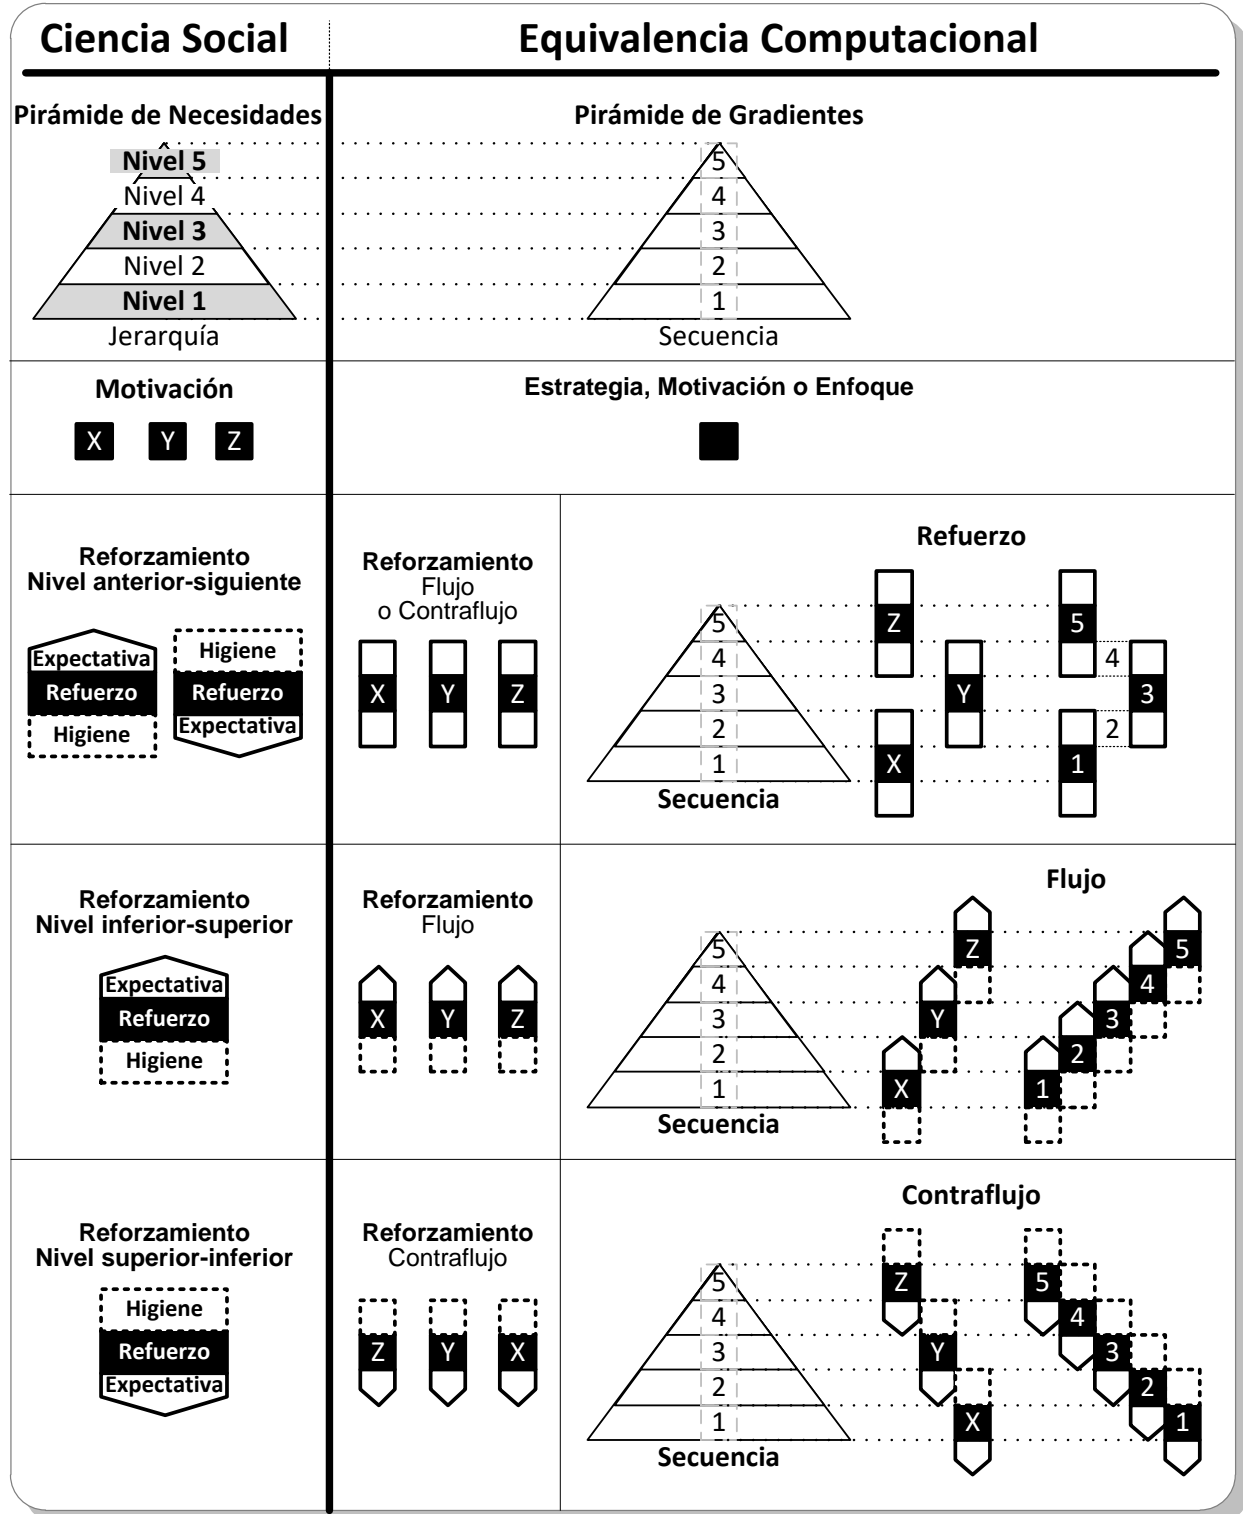 Ciencia Social
Equivalencia Computacional
Pirámide de Necesidades
Nivel 5
Nivel 4
Nivel 3
Nivel 2
Nivel 1
Jerarquía
Pirámide de Gradientes
5
4
3
2
1
Secuencia
Motivación
X Y Z
Estrategia, Motivación o Enfoque
Reforzamiento
Nivel anterior-siguiente
Expectativa
Refuerzo
Higiene
Higiene
Refuerzo
Expectativa
Reforzamiento
Flujo
o Contraflujo
X Y Z
Refuerzo
5
4
3
2
1
Secuencia
Z
Y
X
5
4
3
2
1
Reforzamiento
Nivel inferior-superior
Expectativa
Refuerzo
Higiene
Reforzamiento
Flujo
X Y Z
Flujo
5
4
3
2
1
Secuencia
Z
Y
X
5
4
3
2
1
Reforzamiento
Nivel superior-inferior
Higiene
Refuerzo
Expectativa
Reforzamiento
Contraflujo
Z Y X
Contraflujo
5
4
3
2
1
Secuencia
Z
Y
X
5
4
3
2
1